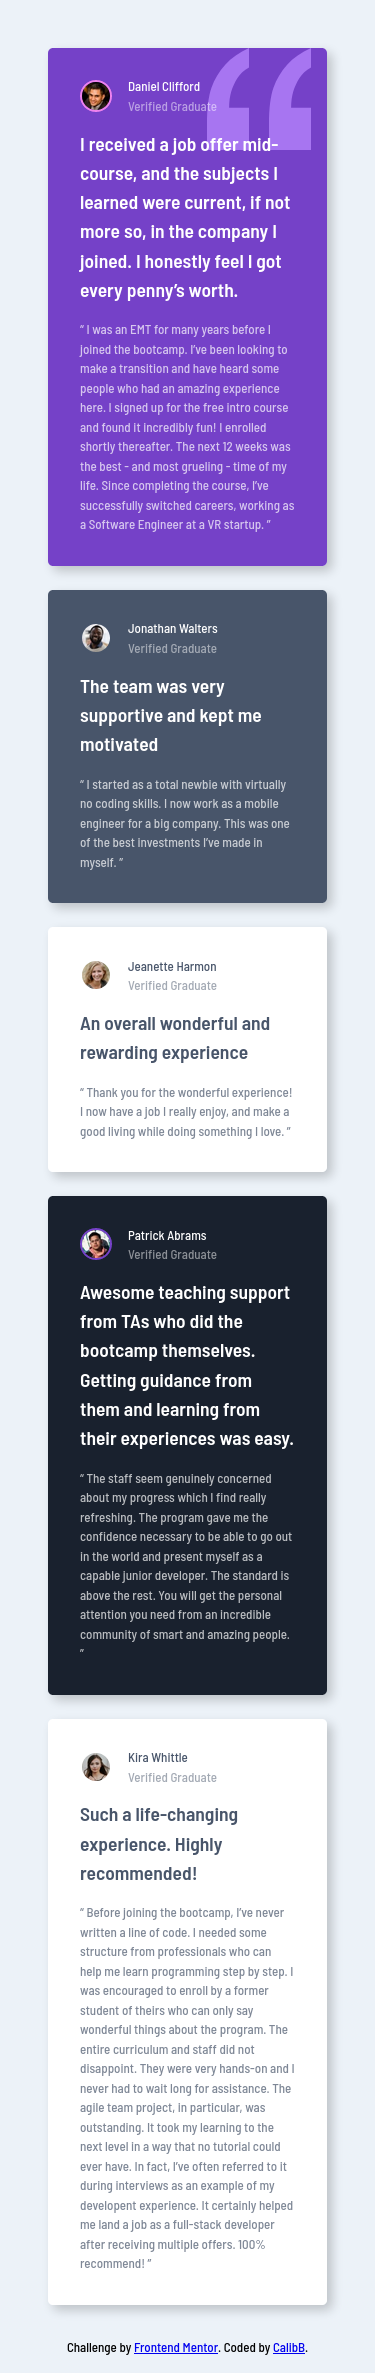 Daniel Clifford
Verified Graduate
I received a job offer mid-
course, and the subjects I
learned were current, if not
more so, in the company I
joined. I honestly feel I got
every penny’s worth.
“ I was an EMT for many years before I
joined the bootcamp. I’ve been looking to
make a transition and have heard some
people who had an amazing experience
here. I signed up for the free intro course
and found it incredibly fun! I enrolled
shortly thereafter. The next 12 weeks was
the best - and most grueling - time of my
life. Since completing the course, I’ve
successfully switched careers, working as
a Software Engineer at a VR startup. ”
Jonathan Walters
Verified Graduate
The team was very
supportive and kept me
motivated
“ I started as a total newbie with virtually
no coding skills. I now work as a mobile
engineer for a big company. This was one
of the best investments I’ve made in
myself. ”
Jeanette Harmon
Verified Graduate
An overall wonderful and
rewarding experience
“ Thank you for the wonderful experience!
I now have a job I really enjoy, and make a
good living while doing something I love. ”
Patrick Abrams
Verified Graduate
Awesome teaching support
from TAs who did the
bootcamp themselves.
Getting guidance from
them and learning from
their experiences was easy.
“ The staff seem genuinely concerned
about my progress which I find really
refreshing. The program gave me the
confidence necessary to be able to go out
in the world and present myself as a
capable junior developer. The standard is
above the rest. You will get the personal
attention you need from an incredible
community of smart and amazing people.
”
Kira Whittle
Verified Graduate
Such a life-changing
experience. Highly
recommended!
“ Before joining the bootcamp, I’ve never
written a line of code. I needed some
structure from professionals who can
help me learn programming step by step. I
was encouraged to enroll by a former
student of theirs who can only say
wonderful things about the program. The
entire curriculum and staff did not
disappoint. They were very hands-on and I
never had to wait long for assistance. The
agile team project, in particular, was
outstanding. It took my learning to the
next level in a way that no tutorial could
ever have. In fact, I’ve often referred to it
during interviews as an example of my
developent experience. It certainly helped
me land a job as a full-stack developer
after receiving multiple offers. 100%
recommend! ”
Challenge by Frontend Mentor. Coded by CalibB.